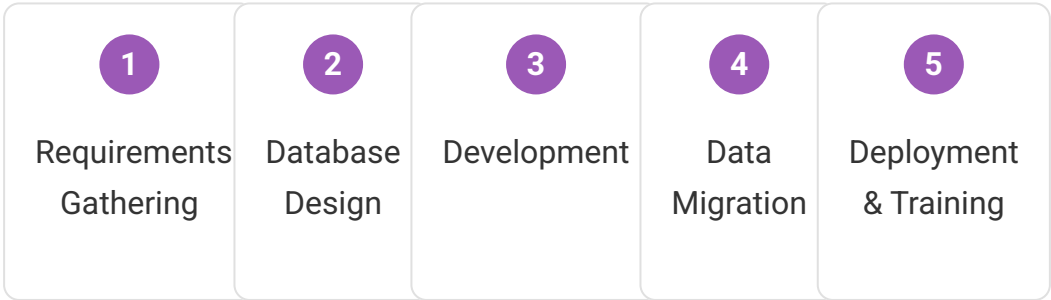 1
Requirements
Gathering
2
Database
Design
3
Development
4
Data
Migration
5
Deployment
& Training